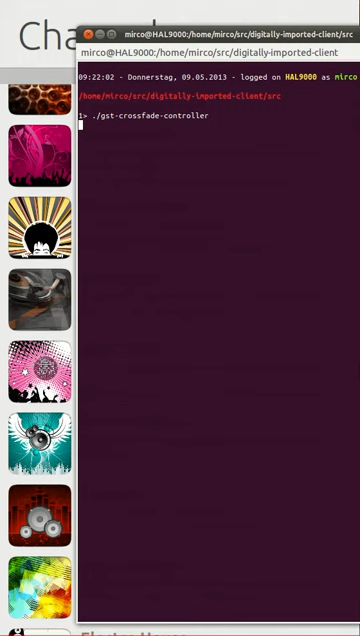 Cha
mirco@HAL9000:/home/mirco/src/digitally-imported-client/src
mirco@HAL9000:/home/mirco/src/digitally-imported-client
09:22:02 - Donnerstag, 09.05.2013 - logged on HAL9000 as mirco
/home/mirco/src/digitally-imported-client/src
1> ./gst-crossfade-controller